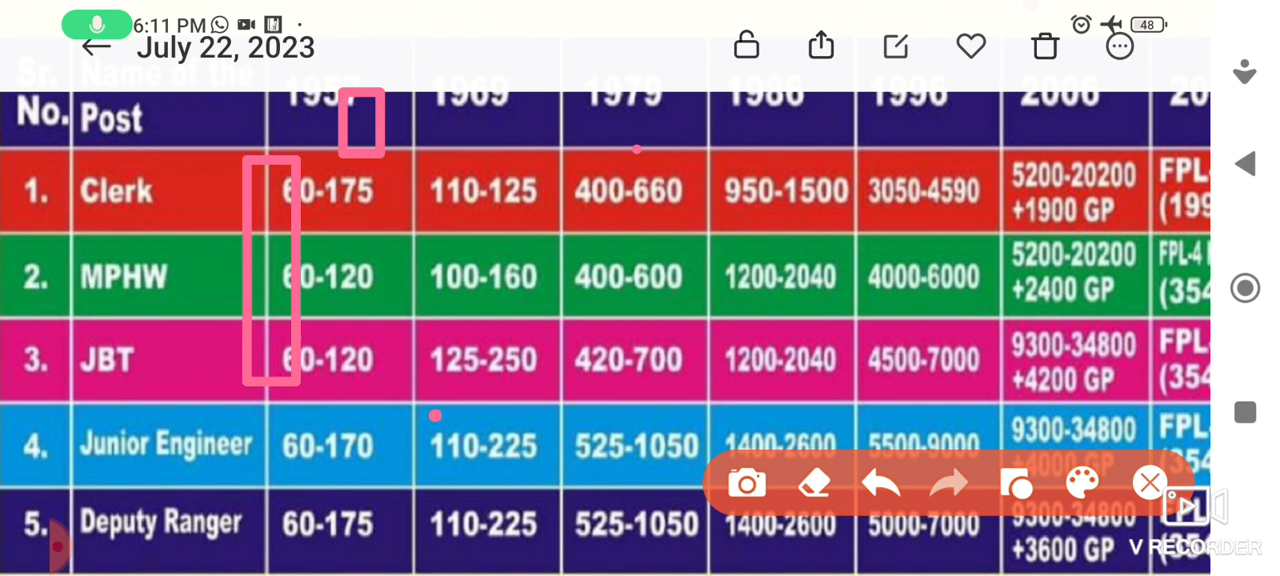 6:11 PM
48
July 22, 2023
Sr. No. Name of the Post 1957 1969 1979 1986 1996 2006
1. Clerk 60-175 110-125 400-660 950-1500 3050-4590 5200-20200 +1900 GP FPL- (199
2. MPHW 60-120 100-160 400-600 1200-2040 4000-6000 5200-20200 +2400 GP FPL-4 (354
3. JBT 60-120 125-250 420-700 1200-2040 4500-7000 9300-34800 +4200 GP FPL- (354
4. Junior Engineer 60-170 110-225 525-1050 1400-2600 5500-9000 9300-34800 +4000 GP FPL- 354
5. Deputy Ranger 60-175 110-225 525-1050 1400-2600 5000-7000 9300-34800 +3600 GP FPL (35
V RECORDER